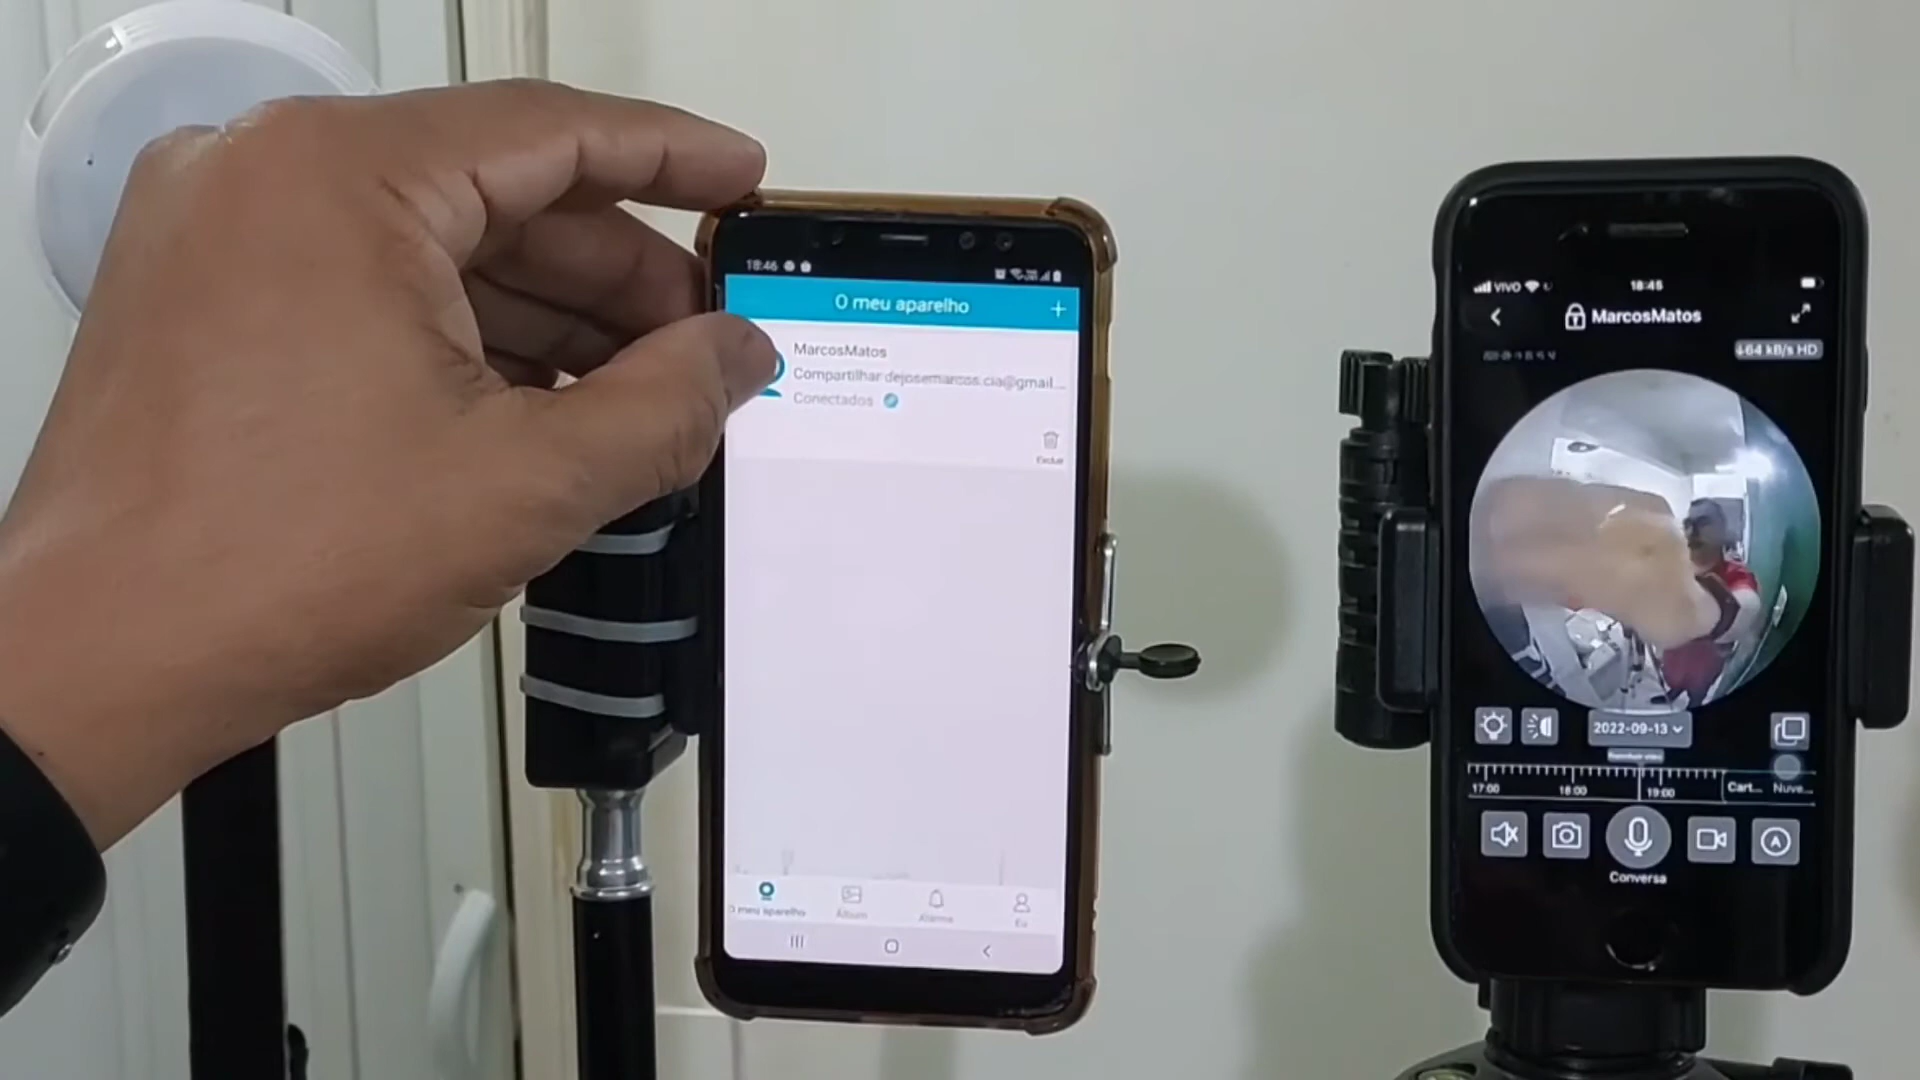 18:46
O meu aparelho
+
MarcosMatos
Compartilhar dejosemarcos.cia@gmail...
Conectados
Excluir
O meu aparelho
Álbum
Alarme
Eu
VIVO
18:45
MarcosMatos
↓64 kB/s HD
2022-09-13
17:00
18:00
19:00
Cart...
Nuve...
A
Conversa